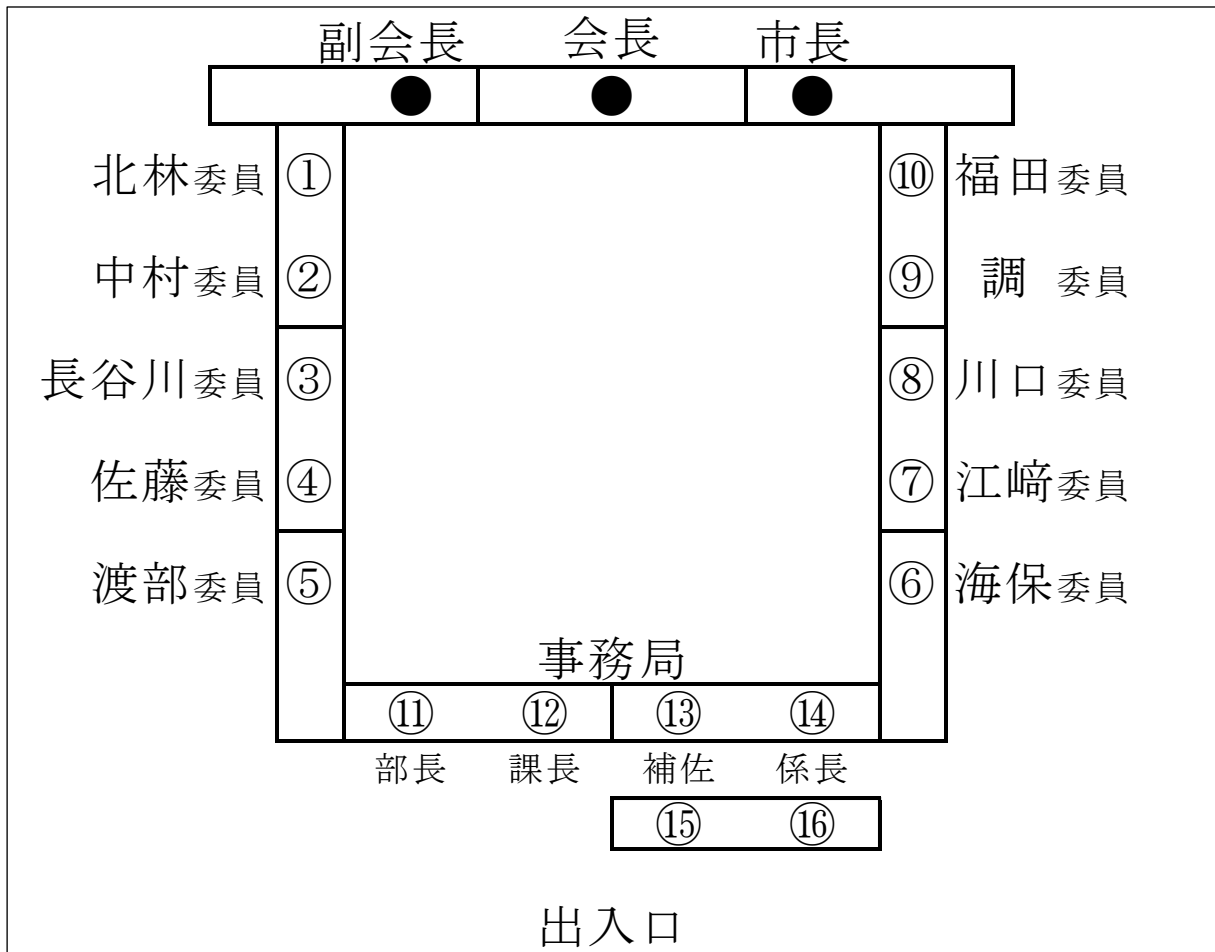 副会長 会長 市長
● ● ●
北林委員 ① ⑩ 福田委員
中村委員 ② ⑨ 調 委員
長谷川委員 ③ ⑧ 川口委員
佐藤委員 ④ ⑦ 江﨑委員
渡部委員 ⑤ ⑥ 海保委員
事務局
⑪ ⑫ ⑬ ⑭
部長 課長 補佐 係長
⑮ ⑯
出入口